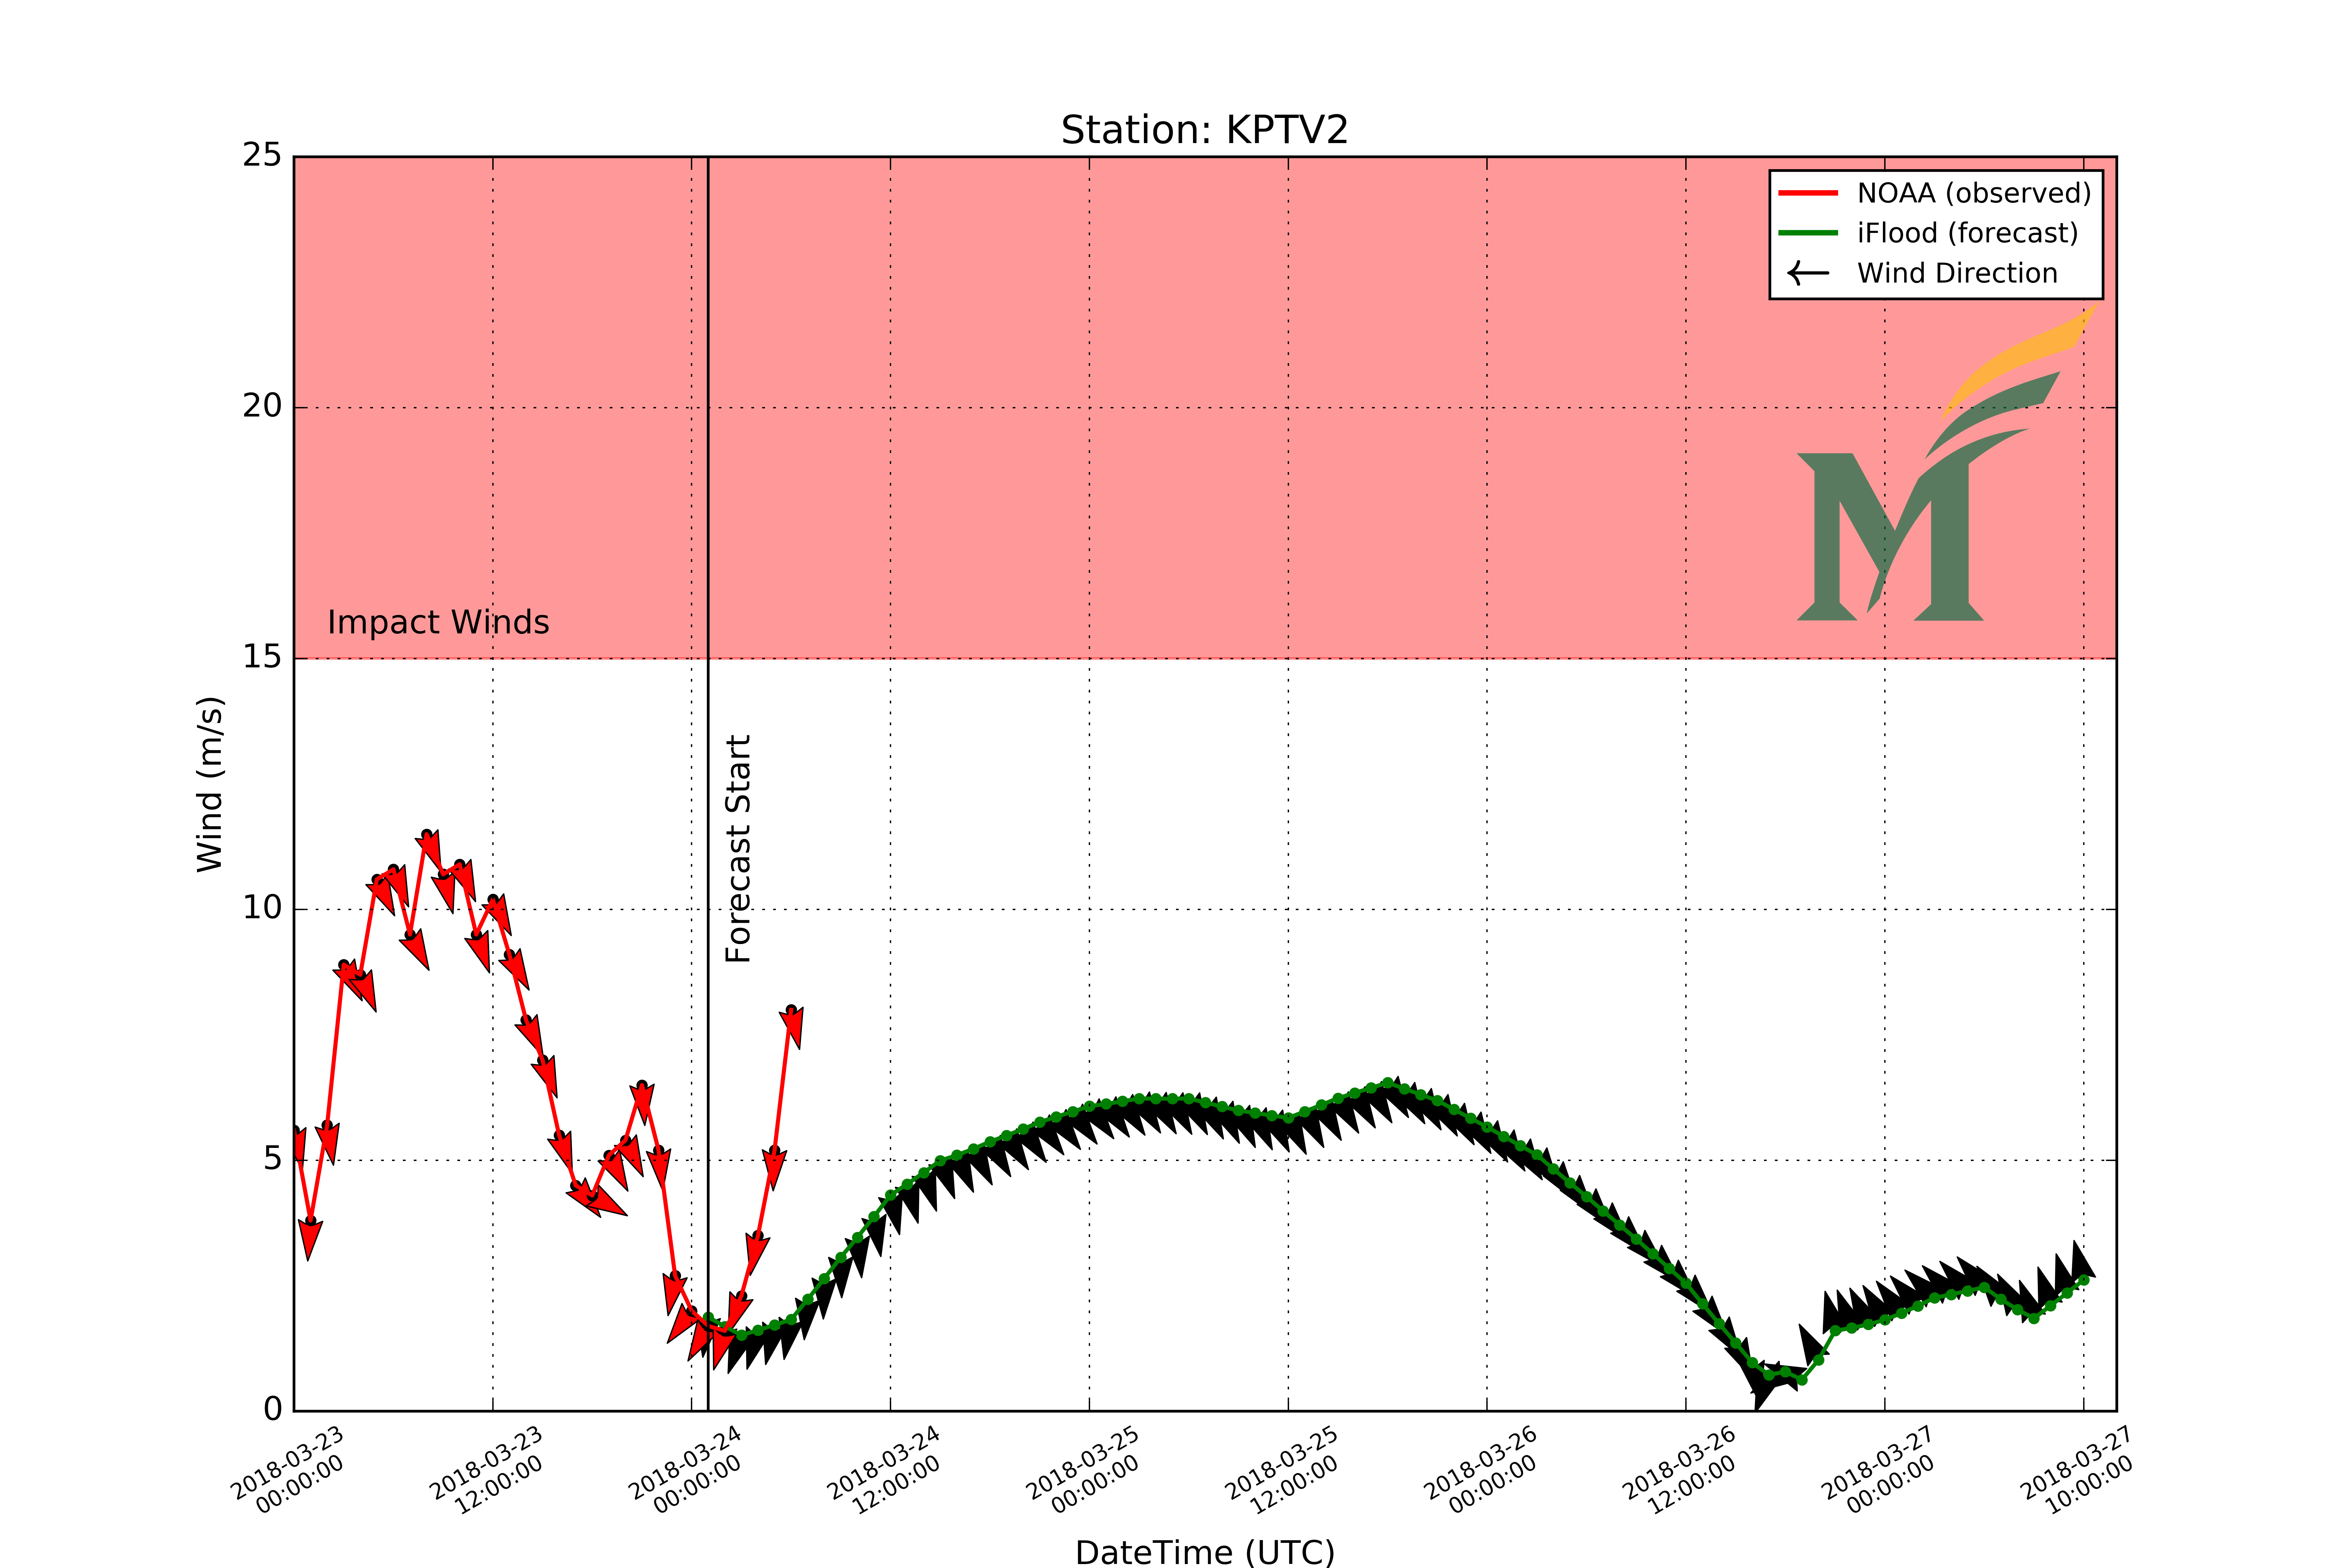 Station: KPTV2
25
20
15
10
5
0
Wind (m/s)
NOAA (observed)
iFlood (forecast)
Wind Direction
M
Impact Winds
Forecast Start
2018-03-23
00:00:00
2018-03-23
12:00:00
2018-03-24
00:00:00
2018-03-24
12:00:00
2018-03-25
00:00:00
2018-03-25
12:00:00
2018-03-26
00:00:00
2018-03-26
12:00:00
2018-03-27
00:00:00
2018-03-27
10:00:00
DateTime (UTC)